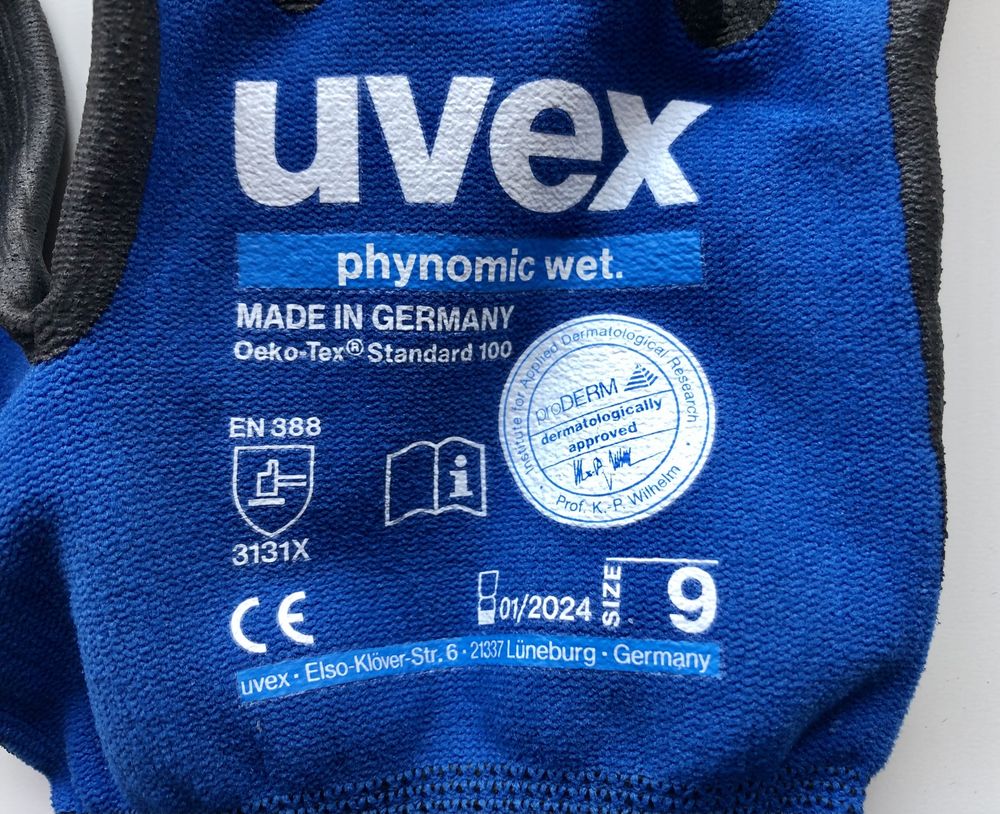 uvex
phynomic wet.
MADE IN GERMANY
Oeko-Tex® Standard 100
Institute for Applied Dermatological Research
proDERM
dermatologically
approved
Prof. K.-P. Wilhelm
EN 388
3131X
i
CE
01/2024
SIZE
9
uvex · Elso-Klöver-Str. 6 · 21337 Lüneburg · Germany